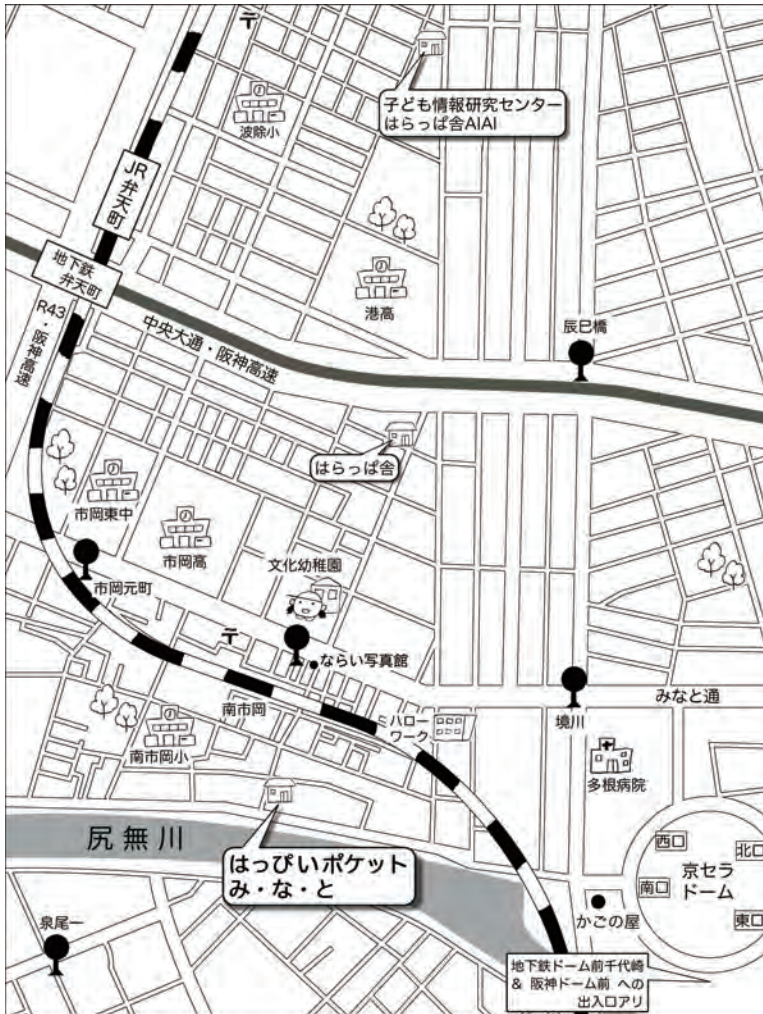 〒
子ども情報研究センター
はらっぱ舎AIAI
波除小
JR弁天町
地下鉄
弁天町
港高
R43・阪神高速
中央大通・阪神高速
辰巳橋
はらっぱ舎
市岡東中
市岡高
文化幼稚園
市岡元町
〒
ならい写真館
みなと通
南市岡
ミハロー
ワーク
境川
南市岡小
多根病院
尻無川
はっぴいポケット
み・な・と
西口
北口
京セラ
ドーム
南口
東口
かごの屋
泉尾一
地下鉄ドーム前千代崎
& 阪神ドーム前 への
出入口アリ